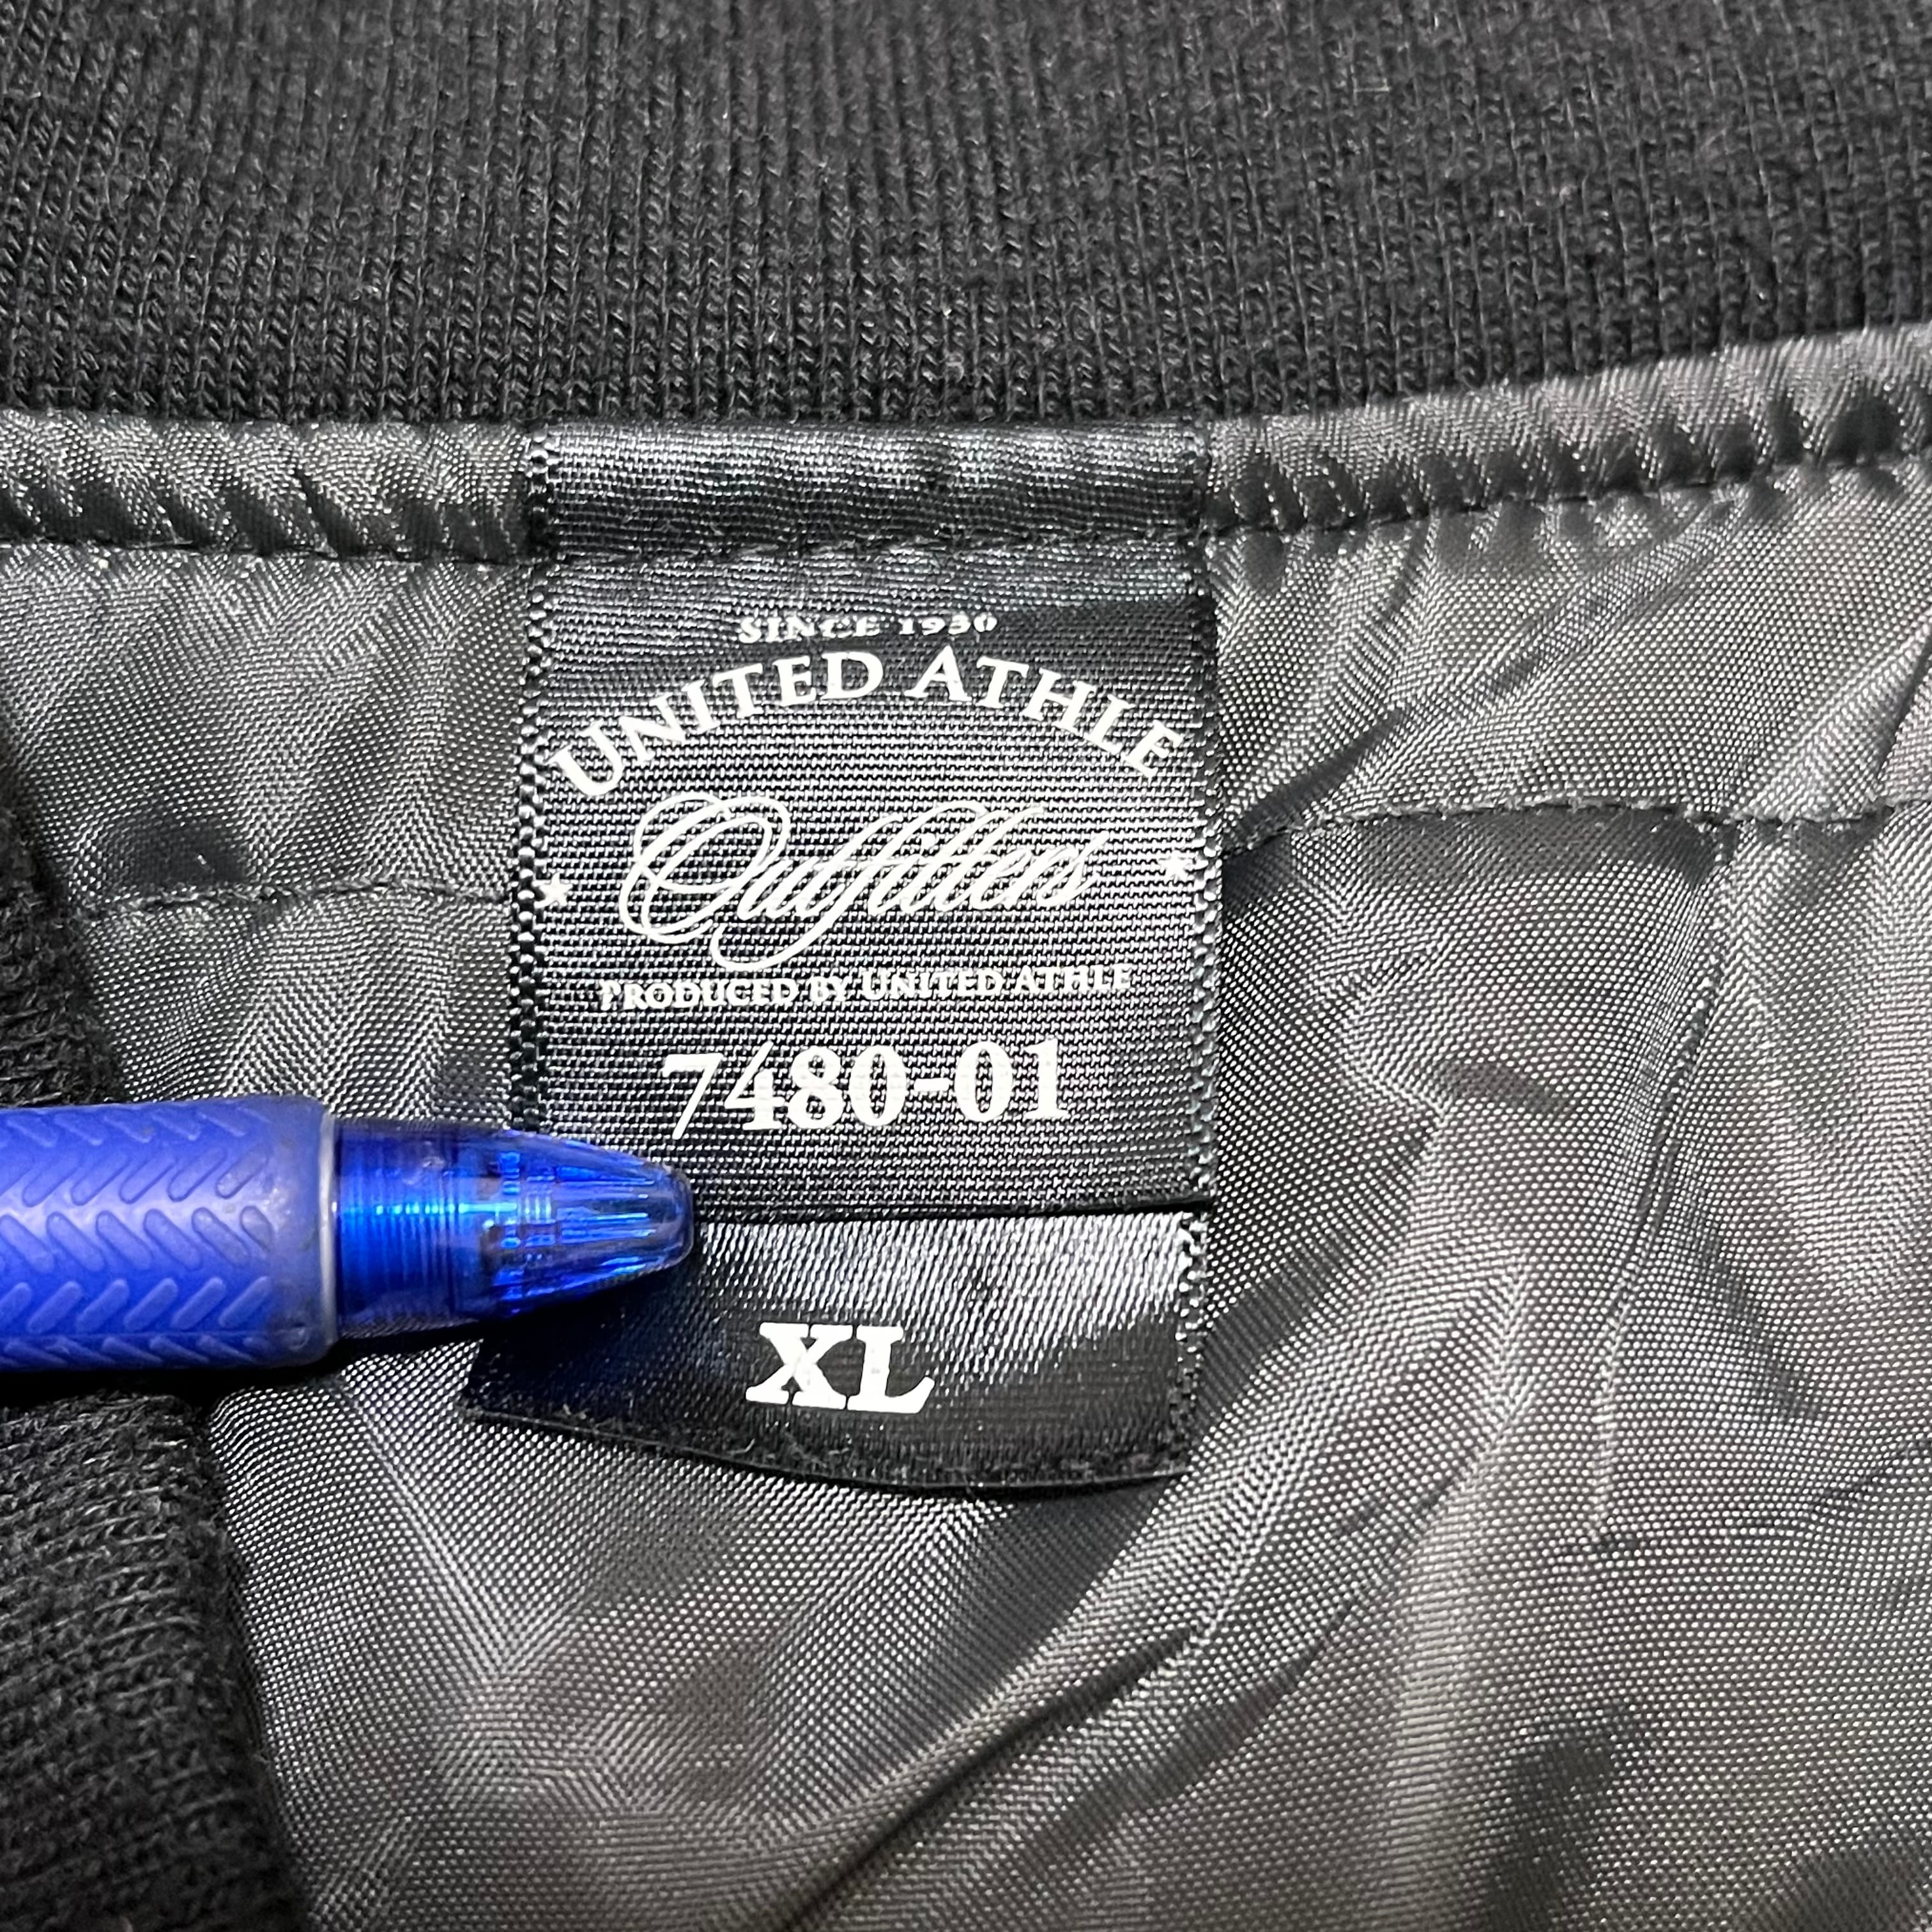 SINCE 1930
UNITED ATHLE
Outfitters
PRODUCED BY UNITED ATHLE
7480-01
XL